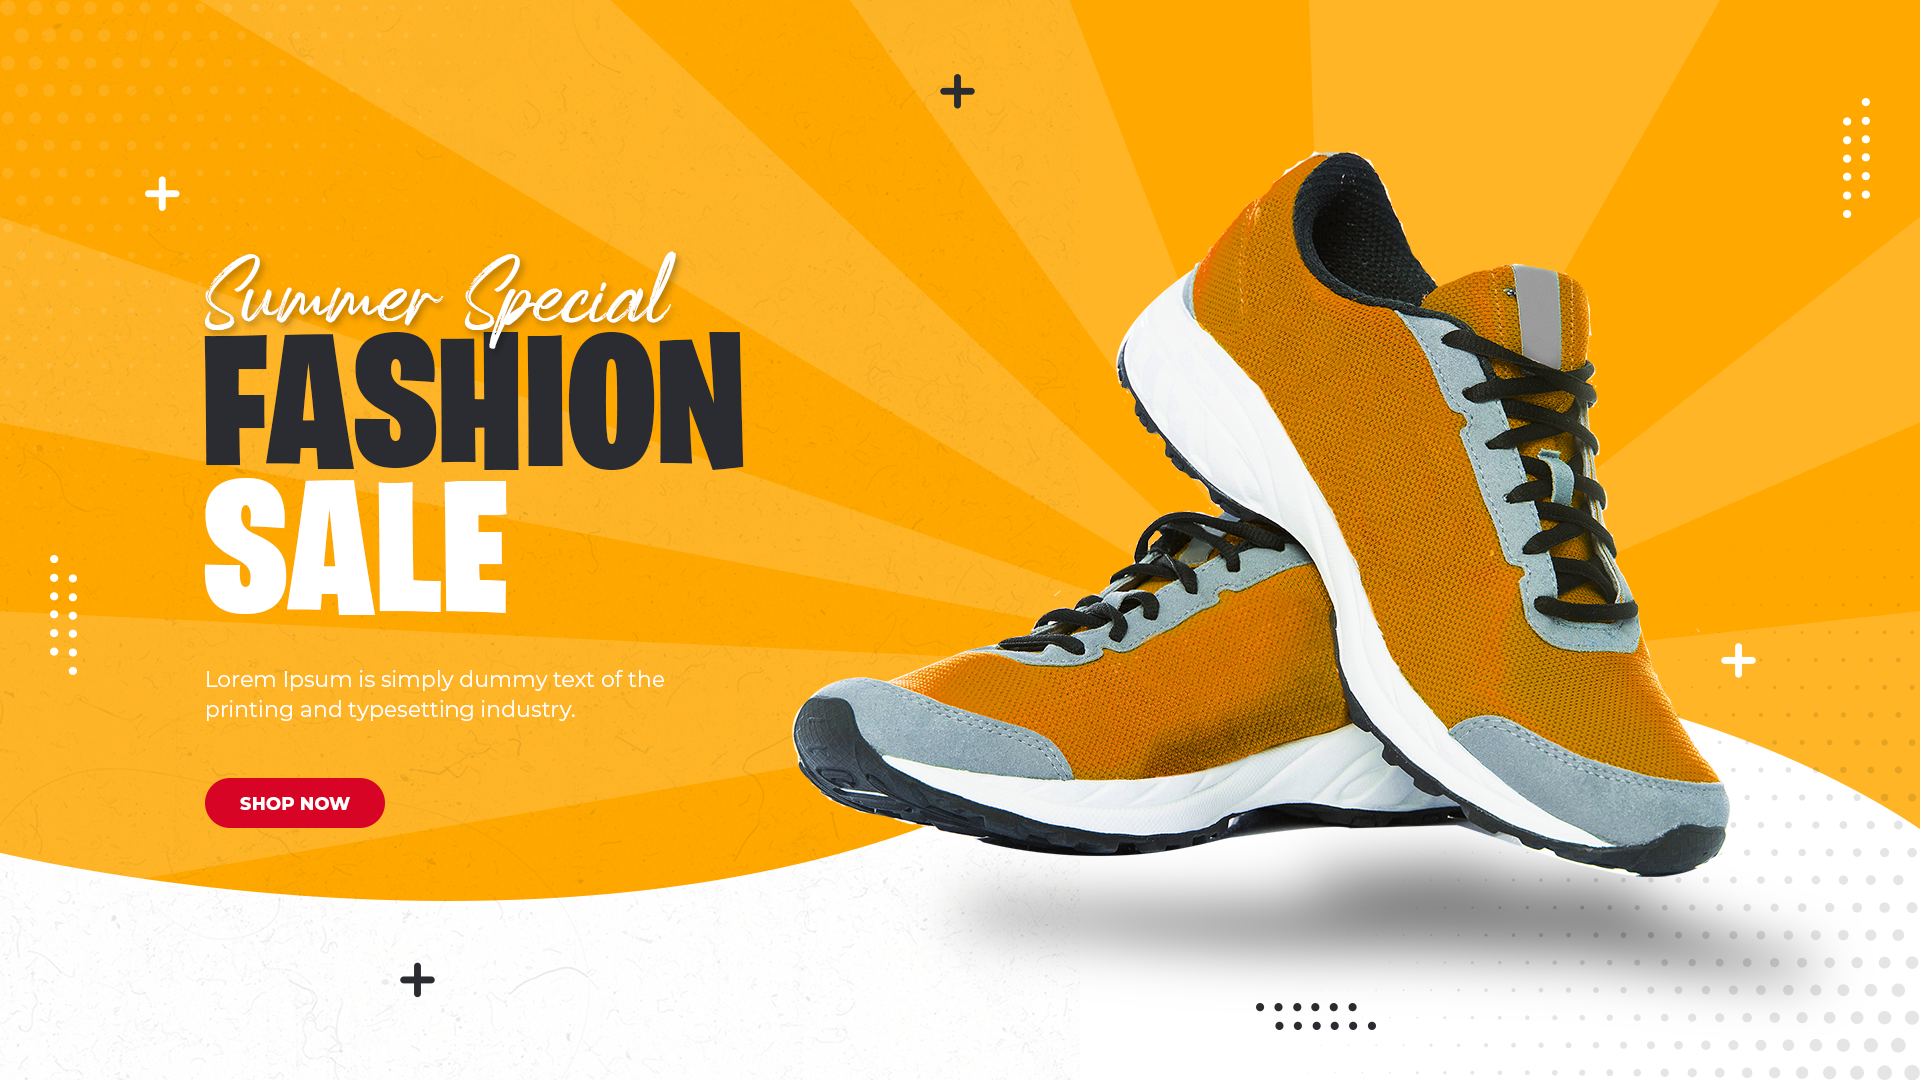 Summer Special
FASHION
SALE
Lorem Ipsum is simply dummy text of the
printing and typesetting industry.
SHOP NOW